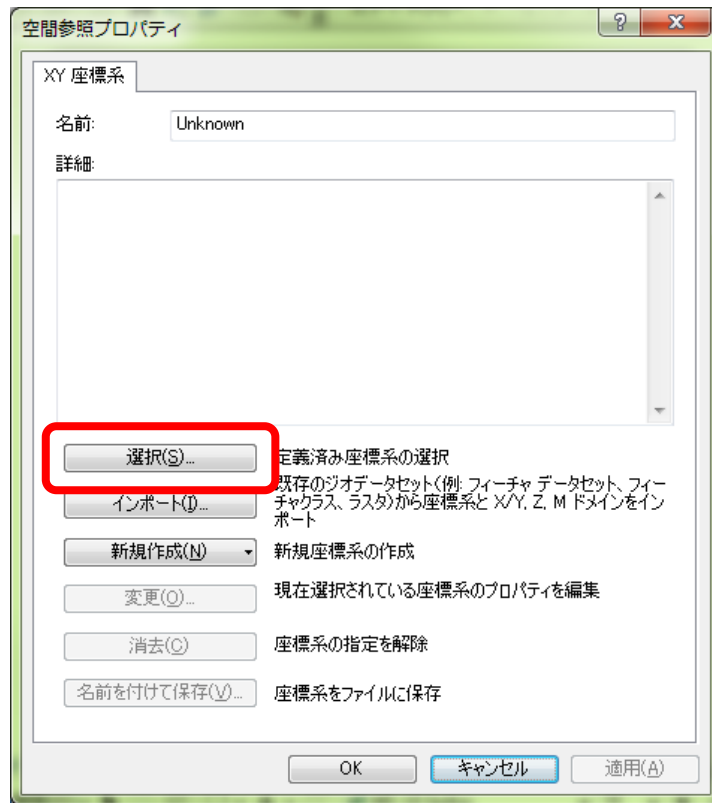 空間参照プロパティ
XY 座標系
名前: Unknown
詳細:
選択(S)... 定義済み座標系の選択
インポート(I)... 既存のジオデータセット(例: フィーチャ データセット、フィー
チャクラス、ラスタ)から座標系と X/Y, Z, M ドメインをイン
ポート
新規作成(N) 新規座標系の作成
変更(O)... 現在選択されている座標系のプロパティを編集
消去(C) 座標系の指定を解除
名前を付けて保存(V)... 座標系をファイルに保存
OK キャンセル 適用(A)